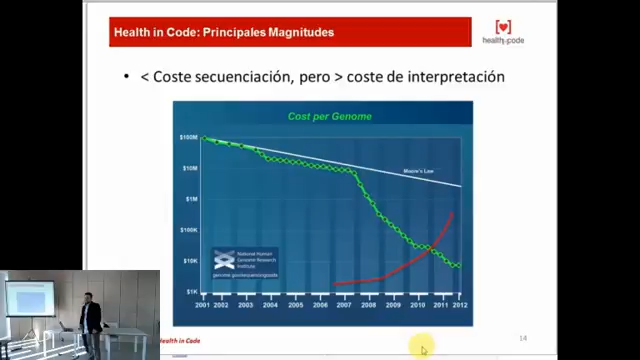 Health in Code: Principales Magnitudes
health in code
• < Coste secuenciación, pero > coste de interpretación
Cost per Genome
$100M
$10M
$1M
$100K
$10K
$1K
Moore's Law
National Human
Genome Research
Institute
genome.gov/sequencingcosts
2001 2002 2003 2004 2005 2006 2007 2008 2009 2010 2011 2012
Health in Code
14